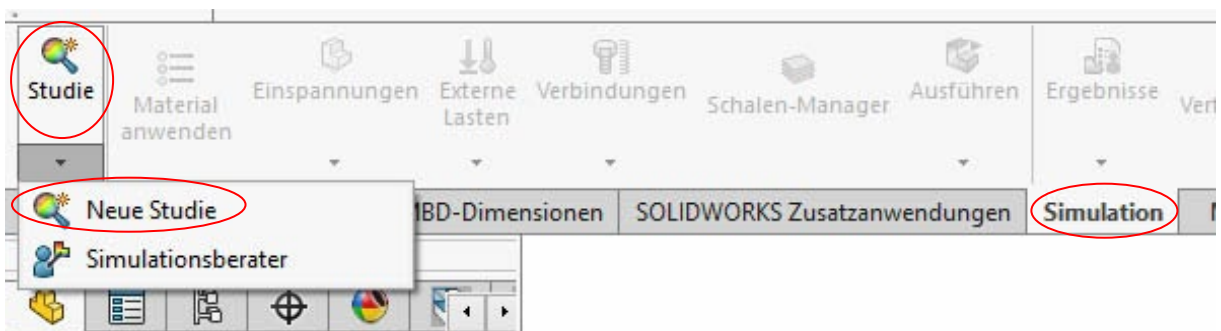 Studie
Material
anwenden
Einspannungen
Externe
Lasten
Verbindungen
Schalen-Manager
Ausführen
Ergebnisse
Neue Studie
MBD-Dimensionen
SOLIDWORKS Zusatzanwendungen
Simulation
Simulationsberater